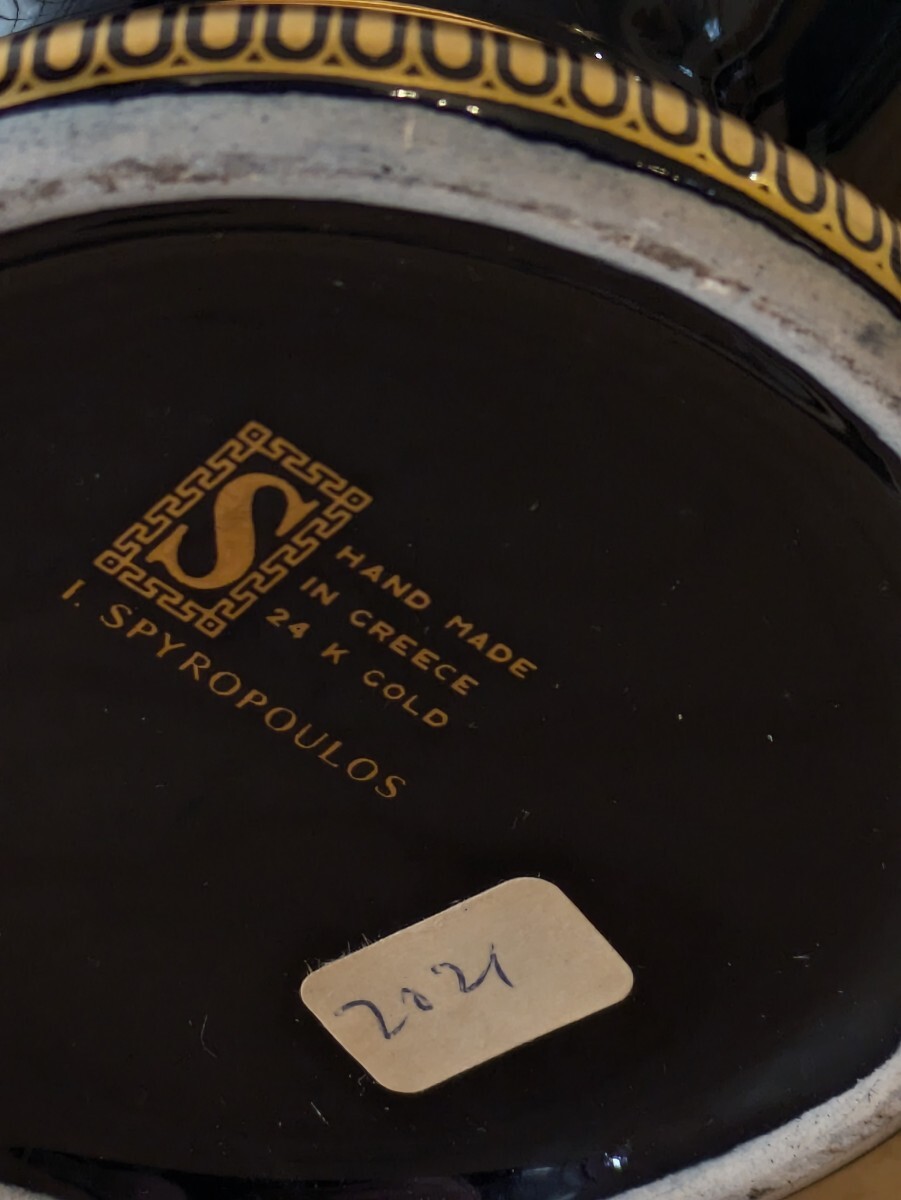 S
HAND MADE
IN GREECE
24 K GOLD
I. SPYROPOULOS
2021